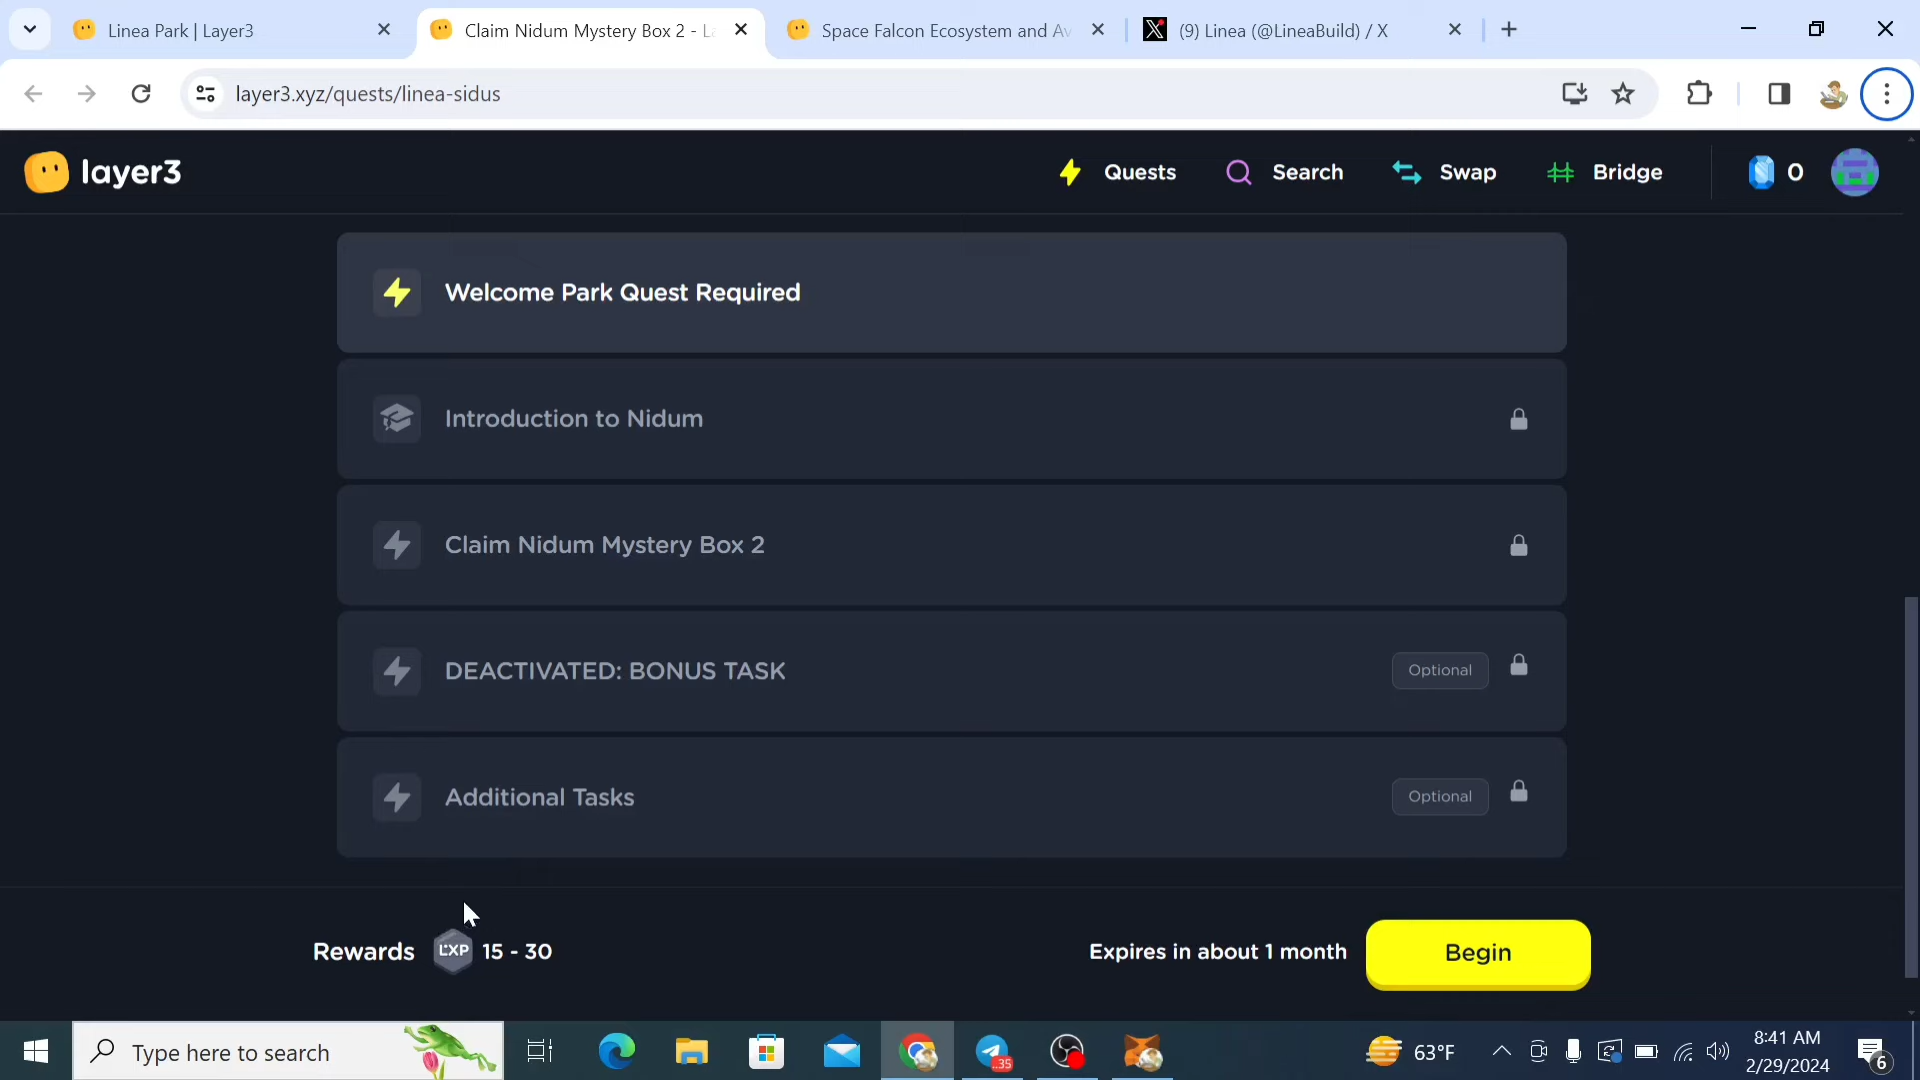 Linea Park | Layer3
Claim Nidum Mystery Box 2 - La
Space Falcon Ecosystem and Av
(9) Linea (@LineaBuild) / X
layer3.xyz/quests/linea-sidus
layer3
Quests
Search
Swap
Bridge
0
Welcome Park Quest Required
Introduction to Nidum
Claim Nidum Mystery Box 2
DEACTIVATED: BONUS TASK
Optional
Additional Tasks
Optional
Rewards
LXP
15 - 30
Expires in about 1 month
Begin
Type here to search
35
63°F
8:41 AM
2/29/2024
6